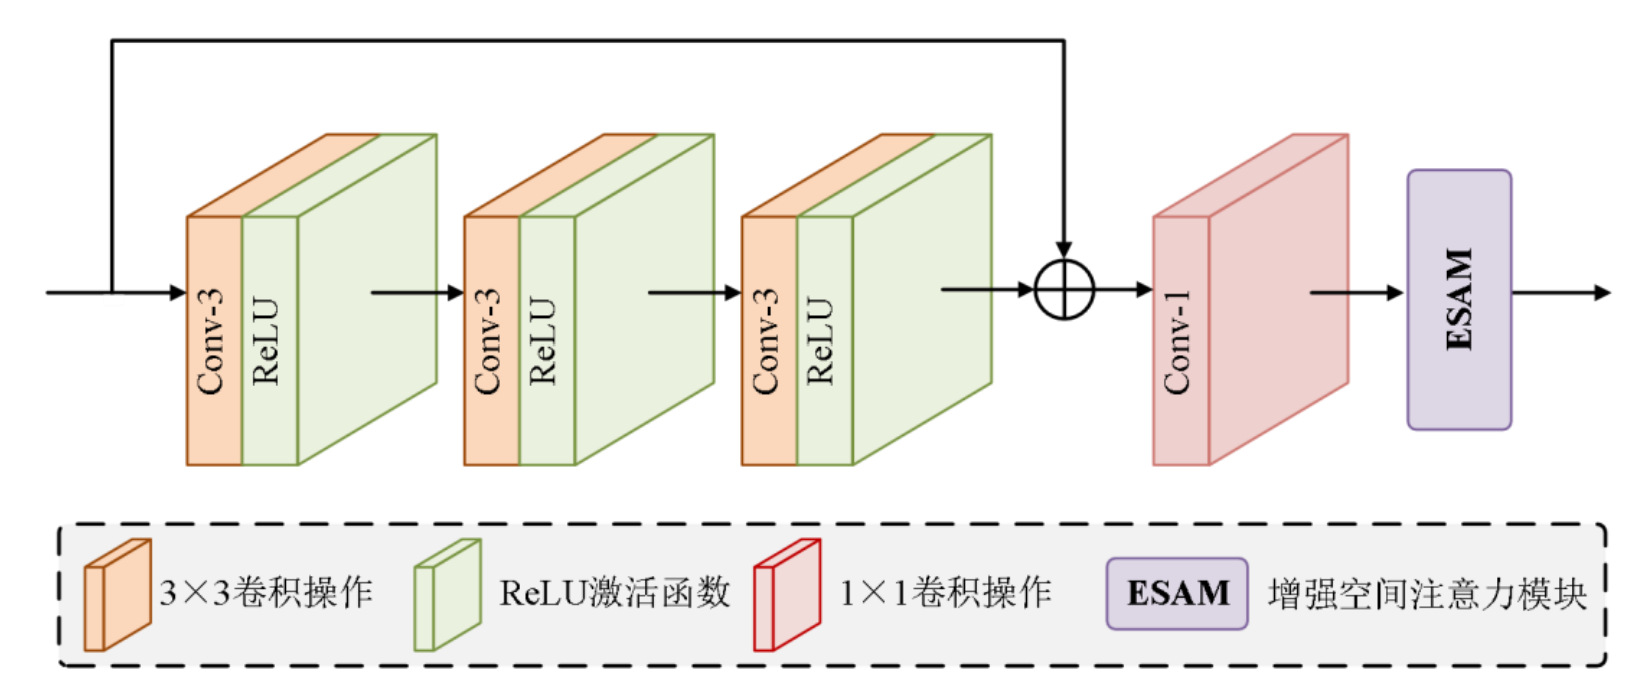 Conv-3
ReLU
Conv-3
ReLU
Conv-3
ReLU
Conv-1
ESAM
3×3卷积操作
ReLU激活函数
1×1卷积操作
ESAM
增强空间注意力模块